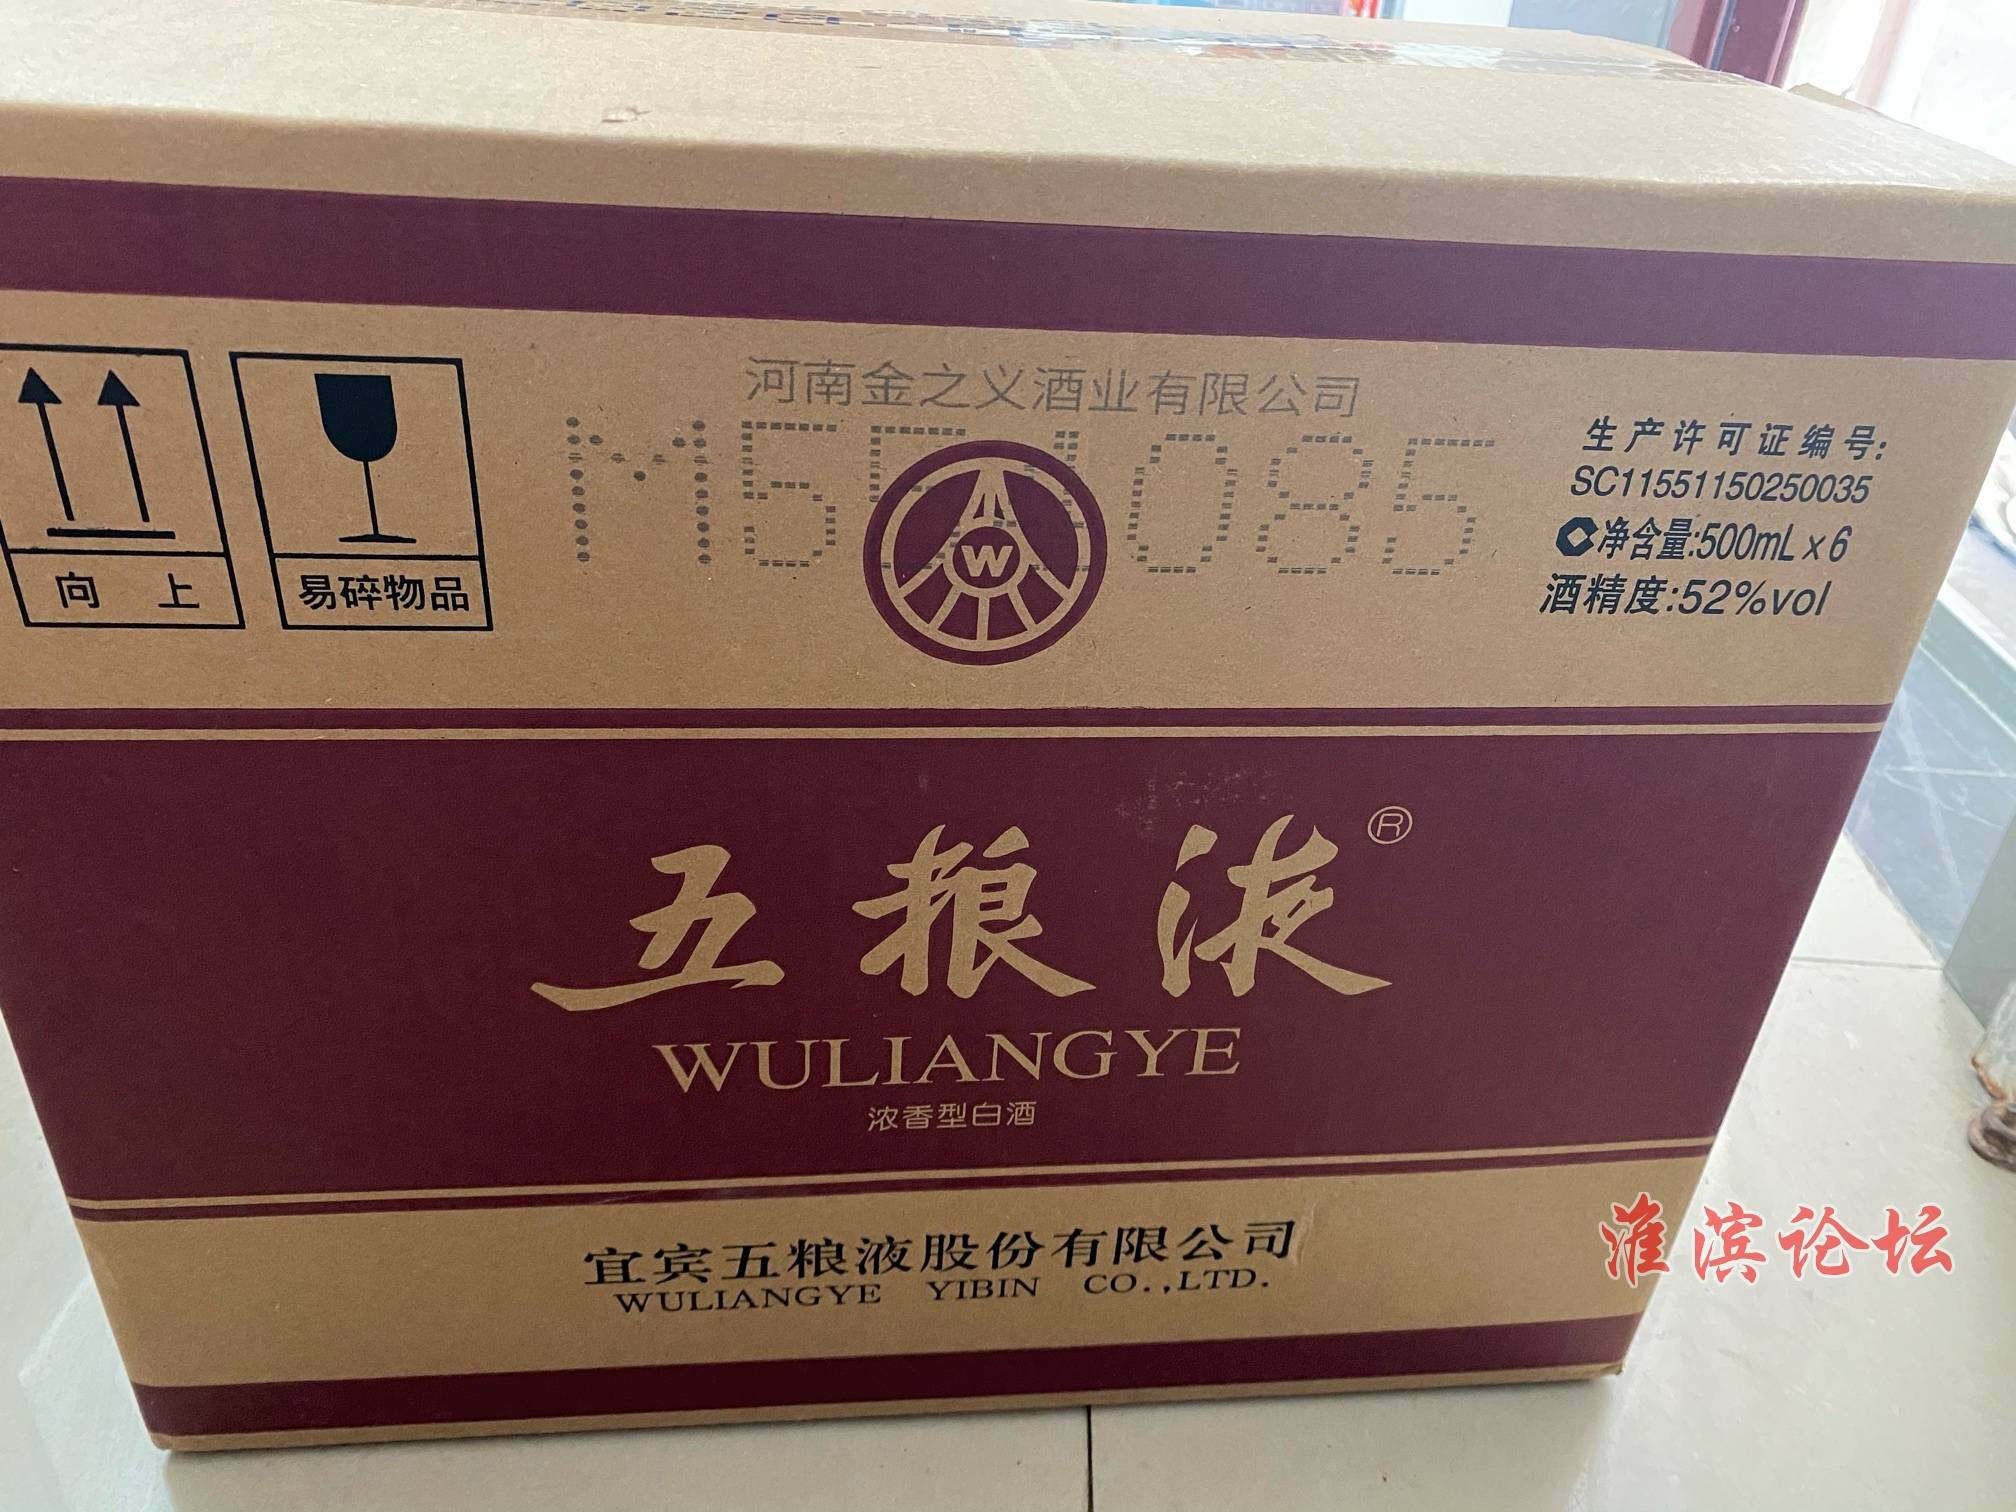 河南金之义酒业有限公司
生产许可证编号:
SC11551150250035
净含量:500mL x 6
酒精度:52%vol
向上
易碎物品
W
五粮液®
WULIANGYE
浓香型白酒
宜宾五粮液股份有限公司
WULIANGYE YIBIN CO.,LTD.
淮滨论坛